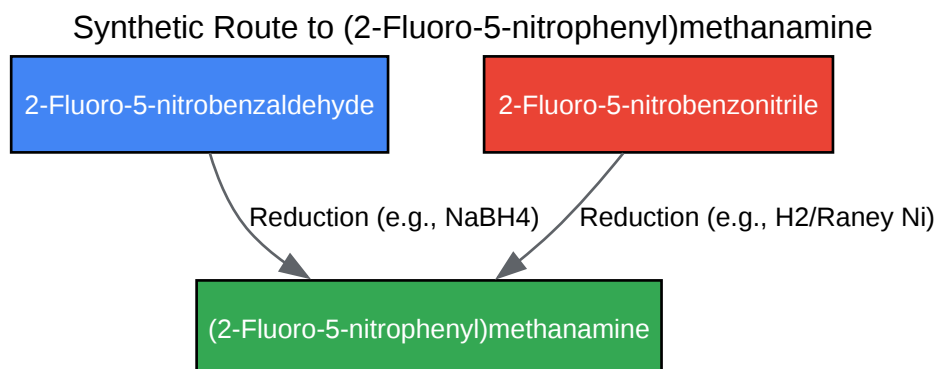 Synthetic Route to (2-Fluoro-5-nitrophenyl)methanamine
2-Fluoro-5-nitrobenzaldehyde
2-Fluoro-5-nitrobenzonitrile
Reduction (e.g., NaBH4)
Reduction (e.g., H2/Raney Ni)
(2-Fluoro-5-nitrophenyl)methanamine